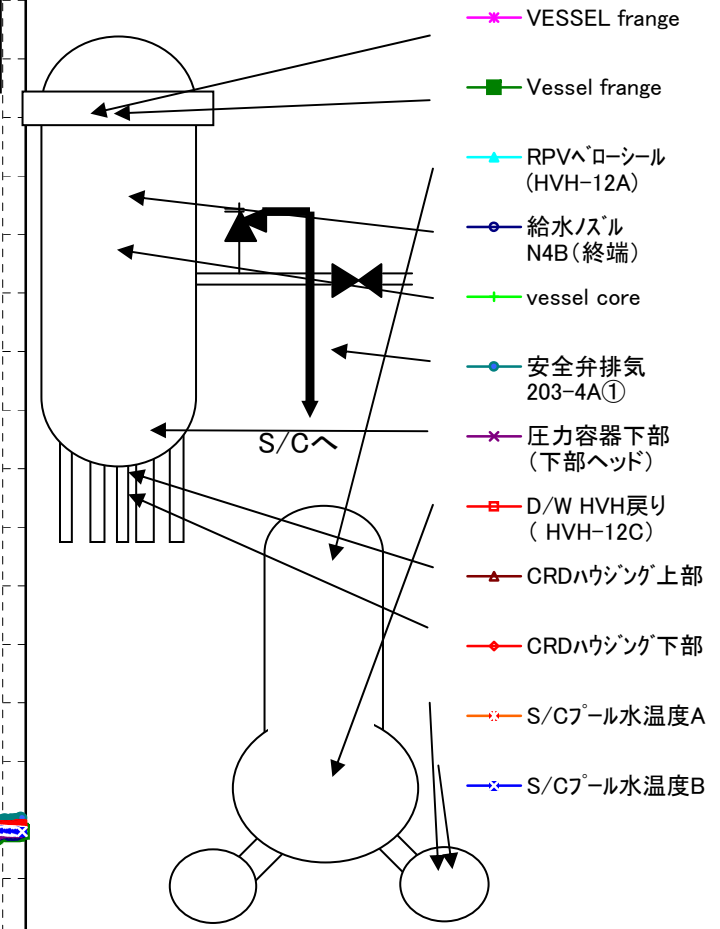 VESSEL frange
Vessel frange
RPVﾍﾞﾛｰｼｰﾙ
(HVH-12A)
給水ﾉｽﾞﾙ
N4B（終端）
vessel core
安全弁排気
203-4A①
圧力容器下部
（下部ヘッド）
D/W HVH戻り
( HVH-12C)
CRDﾊｳｼﾞﾝｸﾞ上部
CRDﾊｳｼﾞﾝｸﾞ下部
S/Cﾌﾟｰﾙ水温度A
S/Cﾌﾟｰﾙ水温度B
S/Cへ